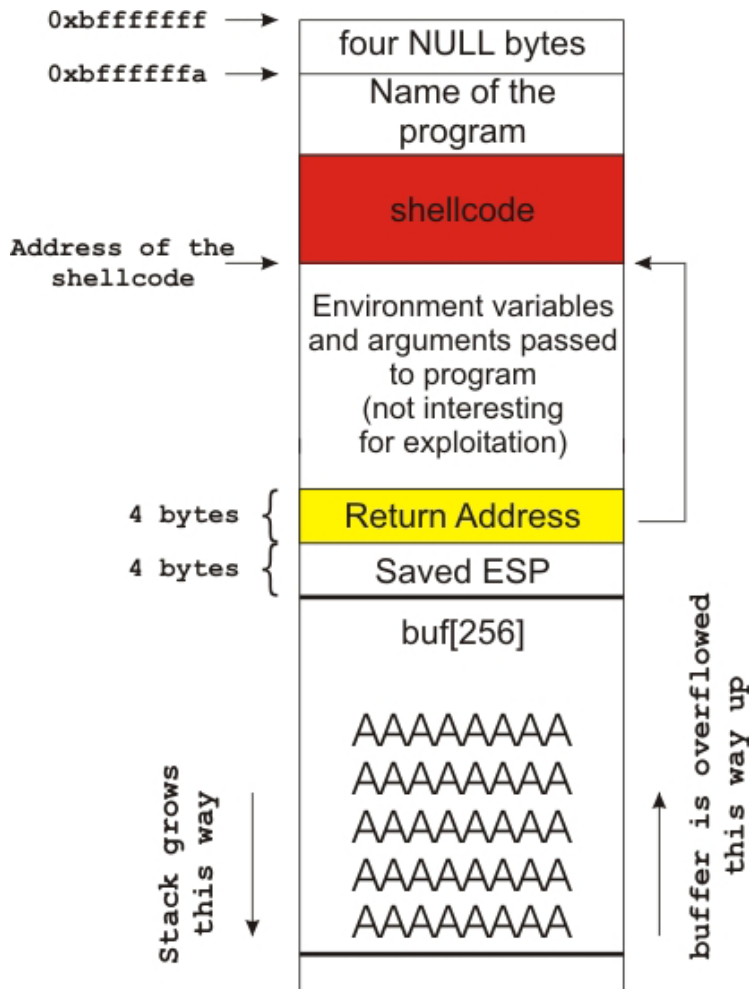 0xbfffffff
four NULL bytes
0xbffffffa
Name of the
program
shellcode
Address of the
shellcode
Environment variables
and arguments passed
to program
(not interesting
for exploitation)
4 bytes
Return Address
4 bytes
Saved ESP
buf[256]
AAAAAAAA
AAAAAAAA
AAAAAAAA
AAAAAAAA
AAAAAAAA
Stack grows
this way
buffer is overflowed
this way up